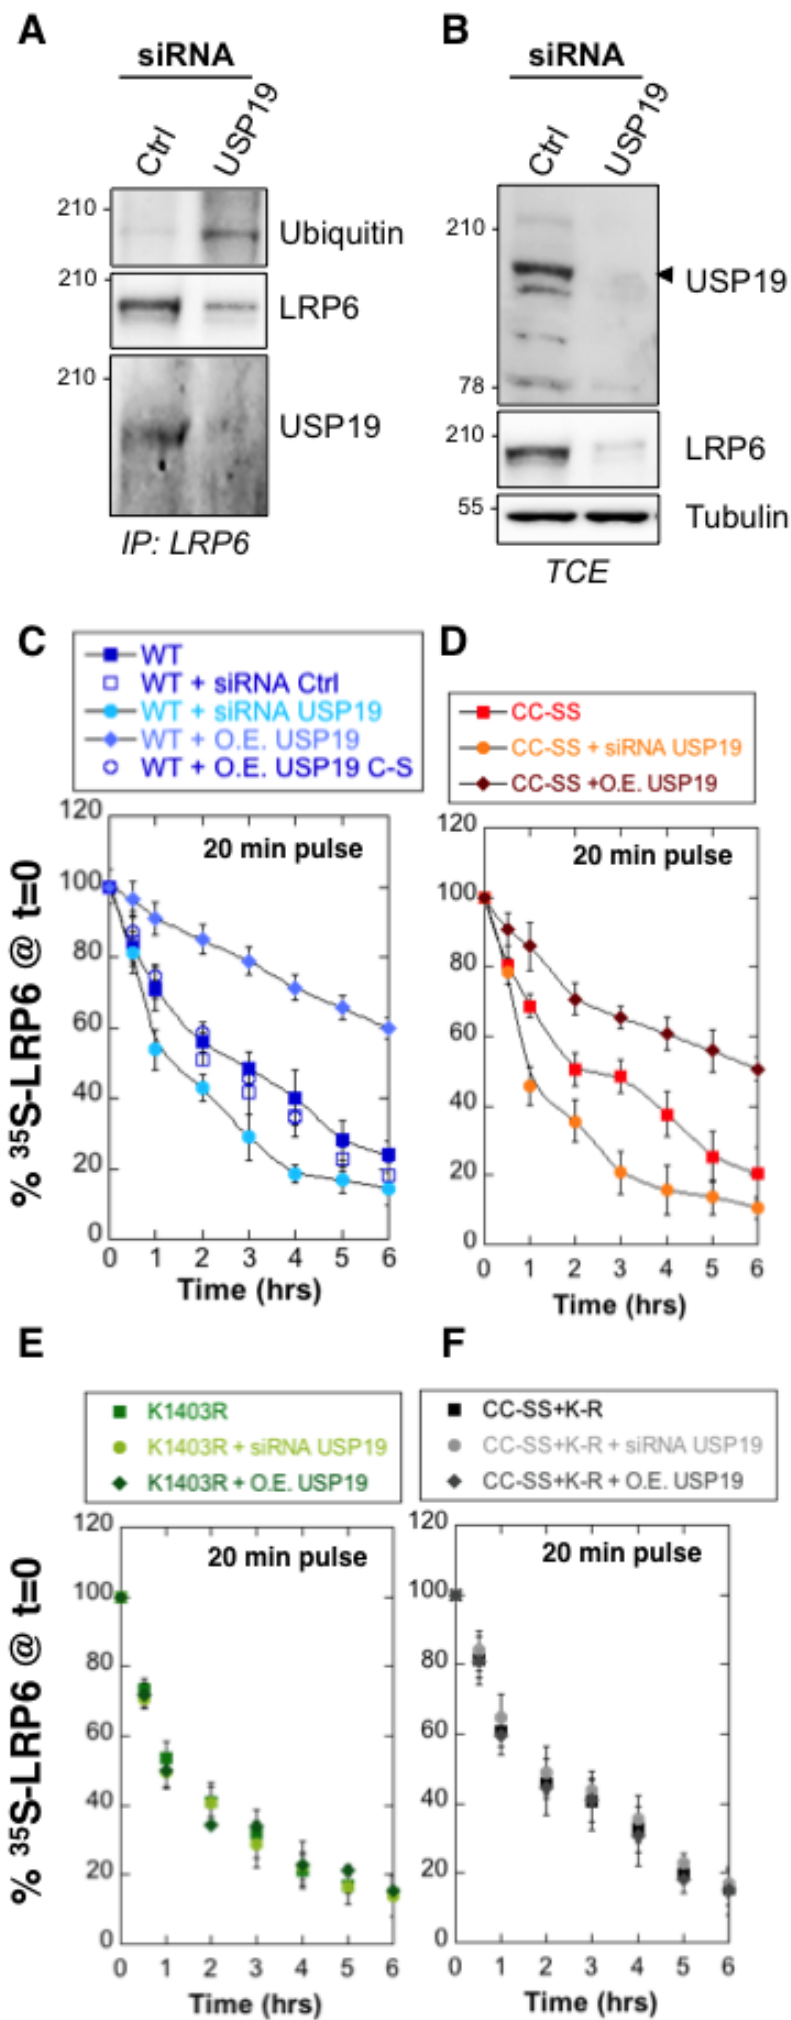 A
siRNA
Ctrl USP19
210
Ubiquitin
210
LRP6
210
USP19
IP: LRP6
B
siRNA
Ctrl USP19
210
USP19
78
210
LRP6
55
Tubulin
TCE
C
WT
WT + siRNA Ctrl
WT + siRNA USP19
WT + O.E. USP19
WT + O.E. USP19 C-S
20 min pulse
% 35S-LRP6 @ t=0
120
100
80
60
40
20
0
0 1 2 3 4 5 6
Time (hrs)
D
CC-SS
CC-SS + siRNA USP19
CC-SS +O.E. USP19
20 min pulse
120
100
80
60
40
20
0
0 1 2 3 4 5 6
Time (hrs)
E
K1403R
K1403R + siRNA USP19
K1403R + O.E. USP19
20 min pulse
% 35S-LRP6 @ t=0
120
100
80
60
40
20
0
0 1 2 3 4 5 6
Time (hrs)
F
CC-SS+K-R
CC-SS+K-R + siRNA USP19
CC-SS+K-R + O.E. USP19
20 min pulse
120
100
80
60
40
20
0
0 1 2 3 4 5 6
Time (hrs)